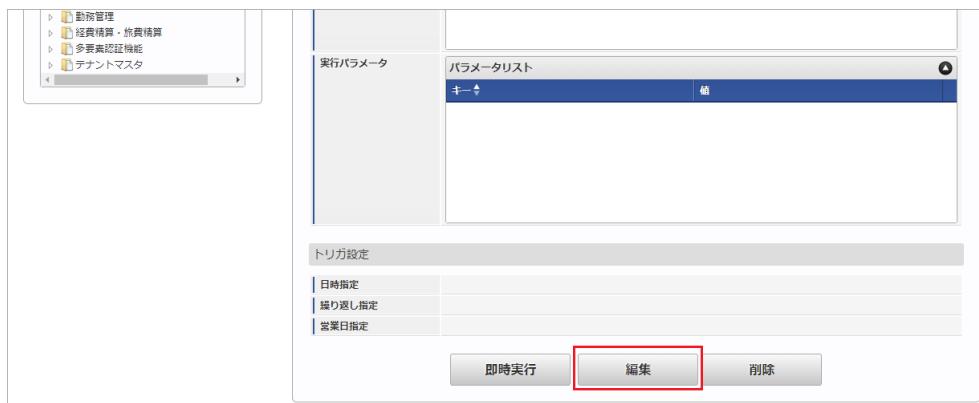 勤務管理
経費精算・旅費精算
多要素認証機能
テナントマスタ
実行パラメータ
パラメータリスト
キー 値
トリガ設定
日時指定
繰り返し指定
営業日指定
即時実行 編集 削除